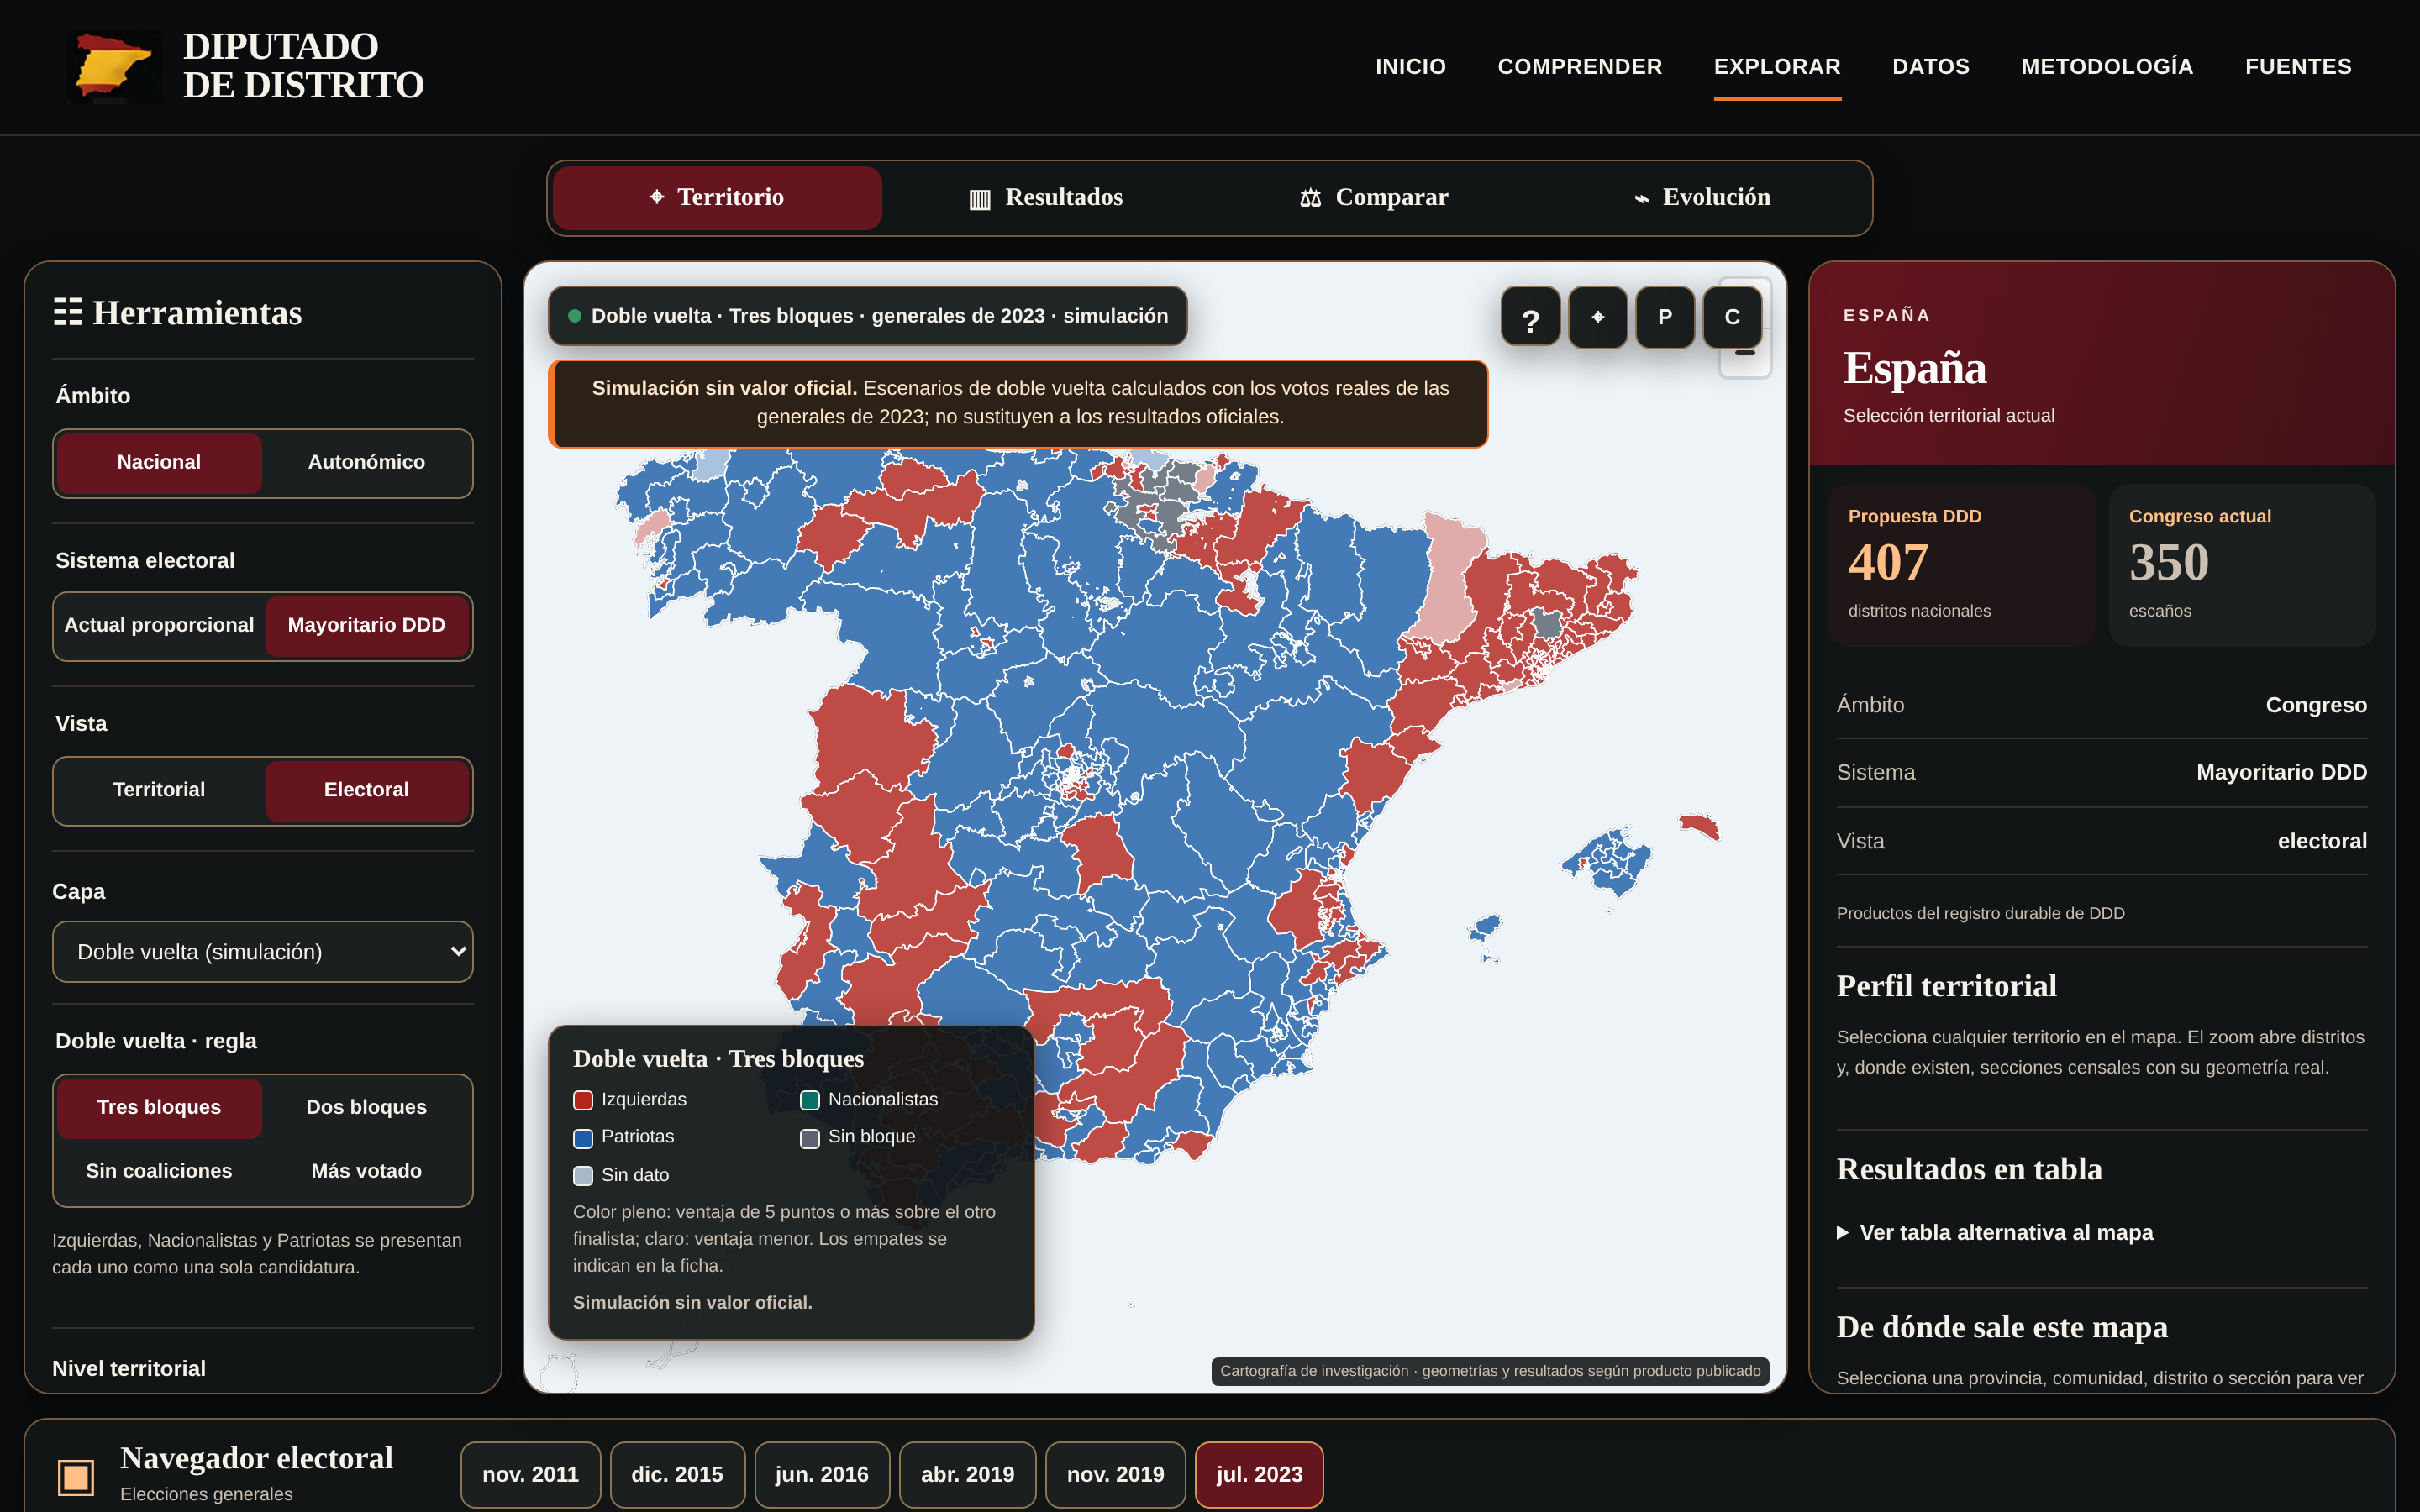 DIPUTADO
DE DISTRITO
INICIO
COMPRENDER
EXPLORAR
DATOS
METODOLOGÍA
FUENTES
Territorio
Resultados
Comparar
Evolución
Herramientas
Ámbito
Nacional
Autonómico
Sistema electoral
Actual proporcional
Mayoritario DDD
Vista
Territorial
Electoral
Capa
Doble vuelta (simulación)
Doble vuelta · regla
Tres bloques
Dos bloques
Sin coaliciones
Más votado
Izquierdas, Nacionalistas y Patriotas se presentan
cada uno como una sola candidatura.
Nivel territorial
Doble vuelta · Tres bloques · generales de 2023 · simulación
?
P
C
Simulación sin valor oficial. Escenarios de doble vuelta calculados con los votos reales de las
generales de 2023; no sustituyen a los resultados oficiales.
Doble vuelta · Tres bloques
Izquierdas
Nacionalistas
Patriotas
Sin bloque
Sin dato
Color pleno: ventaja de 5 puntos o más sobre el otro
finalista; claro: ventaja menor. Los empates se
indican en la ficha.
Simulación sin valor oficial.
Cartografía de investigación · geometrías y resultados según producto publicado
ESPAÑA
España
Selección territorial actual
Propuesta DDD
407
distritos nacionales
Congreso actual
350
escaños
Ámbito
Congreso
Sistema
Mayoritario DDD
Vista
electoral
Productos del registro durable de DDD
Perfil territorial
Selecciona cualquier territorio en el mapa. El zoom abre distritos
y, donde existen, secciones censales con su geometría real.
Resultados en tabla
Ver tabla alternativa al mapa
De dónde sale este mapa
Selecciona una provincia, comunidad, distrito o sección para ver
Navegador electoral
Elecciones generales
nov. 2011
dic. 2015
jun. 2016
abr. 2019
nov. 2019
jul. 2023